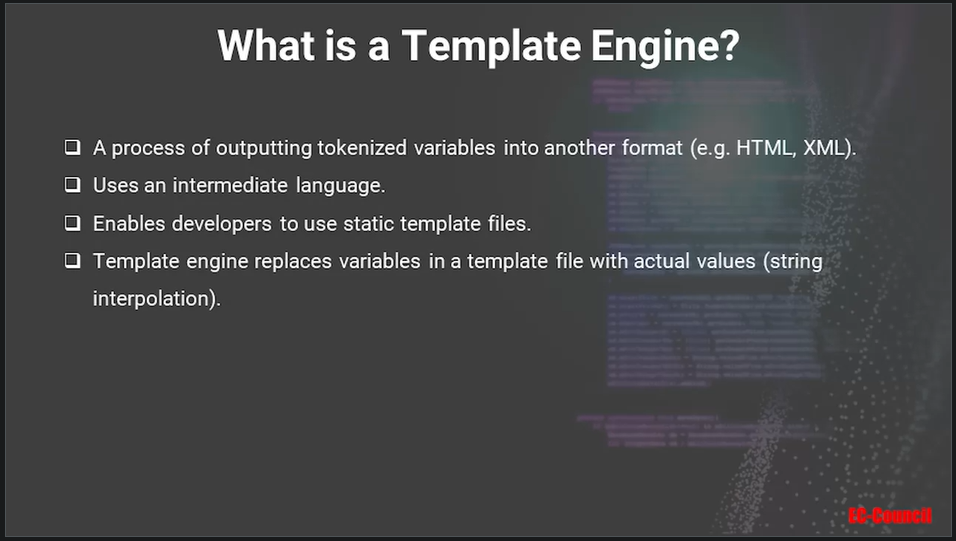 What is a Template Engine?
A process of outputting tokenized variables into another format (e.g. HTML, XML).
Uses an intermediate language.
Enables developers to use static template files.
Template engine replaces variables in a template file with actual values (string
interpolation).
EC-Council